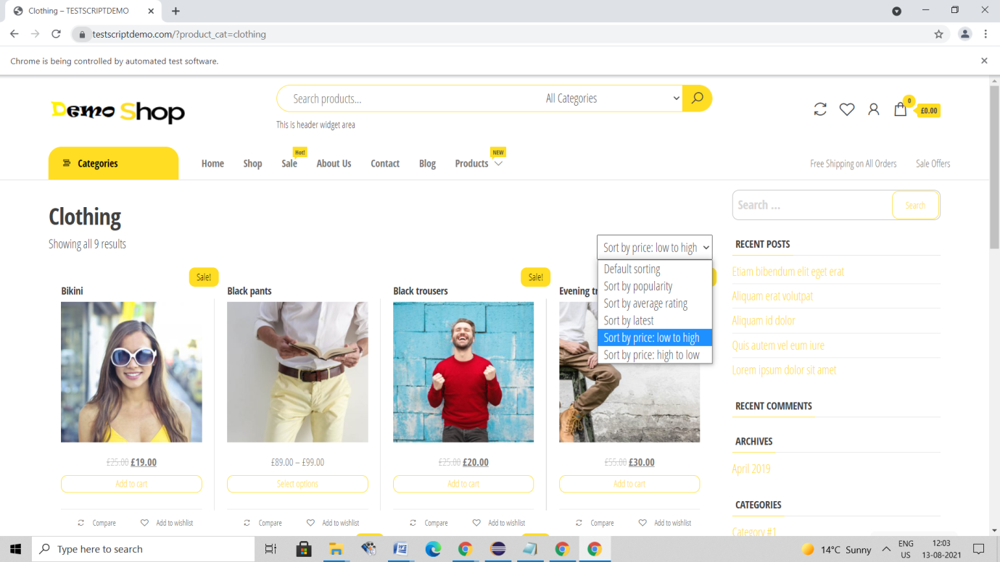 Clothing – TESTSCRIPTDEMO
testscriptdemo.com/?product_cat=clothing
Chrome is being controlled by automated test software.
Demo Shop
Search products...
All Categories
This is header widget area
0
£0.00
Categories
Home
Shop
Sale
Hot!
About Us
Contact
Blog
Products
NEW
Free Shipping on All Orders
Sale Offers
Clothing
Showing all 9 results
Sort by price: low to high
Default sorting
Sort by popularity
Sort by average rating
Sort by latest
Sort by price: low to high
Sort by price: high to low
Sale!
Bikini
£25.00 £19.00
Add to cart
Compare
Add to wishlist
Black pants
£89.00 – £99.00
Select options
Compare
Add to wishlist
Sale!
Black trousers
£25.00 £20.00
Add to cart
Compare
Add to wishlist
Evening tr
£55.00 £30.00
Add to cart
Compare
Add to wishlist
Search ...
Search
RECENT POSTS
Etiam bibendum elit eget erat
Aliquam erat volutpat
Aliquam id dolor
Quis autem vel eum iure
Lorem ipsum dolor sit amet
RECENT COMMENTS
ARCHIVES
April 2019
CATEGORIES
Category #1
Type here to search
14°C Sunny
ENG
US
12:03
13-08-2021